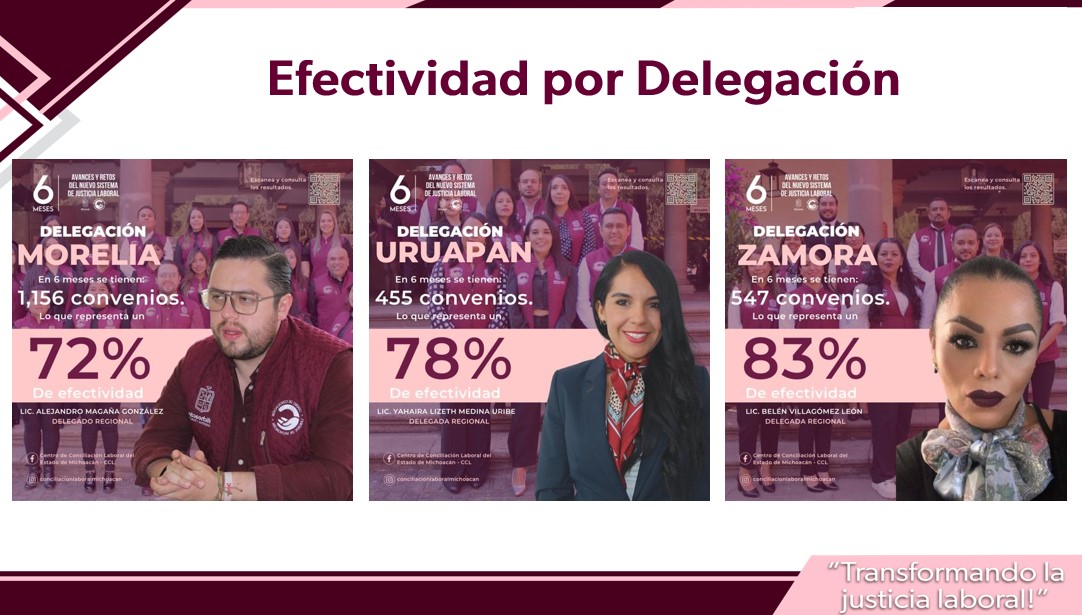 Efectividad por Delegación
6
MESES
AVANCES Y RETOS
DEL NUEVO SISTEMA
DE JUSTICIA LABORAL
Escanea y consulta
los resultados.
DELEGACIÓN
MORELIA
En 6 meses se tienen:
1,156 convenios.
Lo que representa un
72%
De efectividad
LIC. ALEJANDRO MAGAÑA GONZÁLEZ
DELEGADO REGIONAL
Centro de Conciliación Laboral del
Estado de Michoacán - CCL
conciliacionlaboralmichoacan
6
MESES
AVANCES Y RETOS
DEL NUEVO SISTEMA
DE JUSTICIA LABORAL
Escanea y consulta
los resultados.
DELEGACIÓN
URUAPAN
En 6 meses se tienen:
455 convenios.
Lo que representa un
78%
De efectividad
LIC. YAHAIRA LIZETH MEDINA URIBE
DELEGADA REGIONAL
Centro de Conciliación Laboral del
Estado de Michoacán - CCL
conciliacionlaboralmichoacan
6
MESES
AVANCES Y RETOS
DEL NUEVO SISTEMA
DE JUSTICIA LABORAL
Escanea y consulta
los resultados.
DELEGACIÓN
ZAMORA
En 6 meses se tienen:
547 convenios.
Lo que representa un
83%
De efectividad
LIC. BELÉN VILLAGÓMEZ LEÓN
DELEGADA REGIONAL
Centro de Conciliación Laboral del
Estado de Michoacán - CCL
conciliacionlaboralmichoacan
“Transformando la
justicia laboral!”